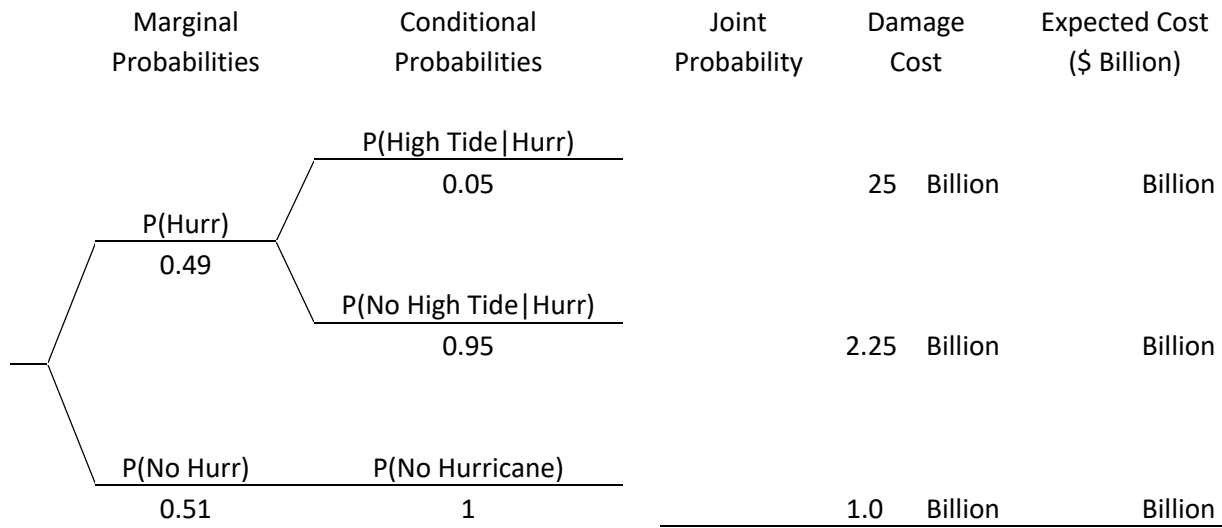 Marginal Conditional Joint Damage Expected Cost
Probabilities Probabilities Probability Cost ($ Billion)
P(High Tide|Hurr)
0.05 25 Billion Billion
P(Hurr)
0.49
P(No High Tide|Hurr)
0.95 2.25 Billion Billion
P(No Hurr) P(No Hurricane)
0.51 1 1.0 Billion Billion